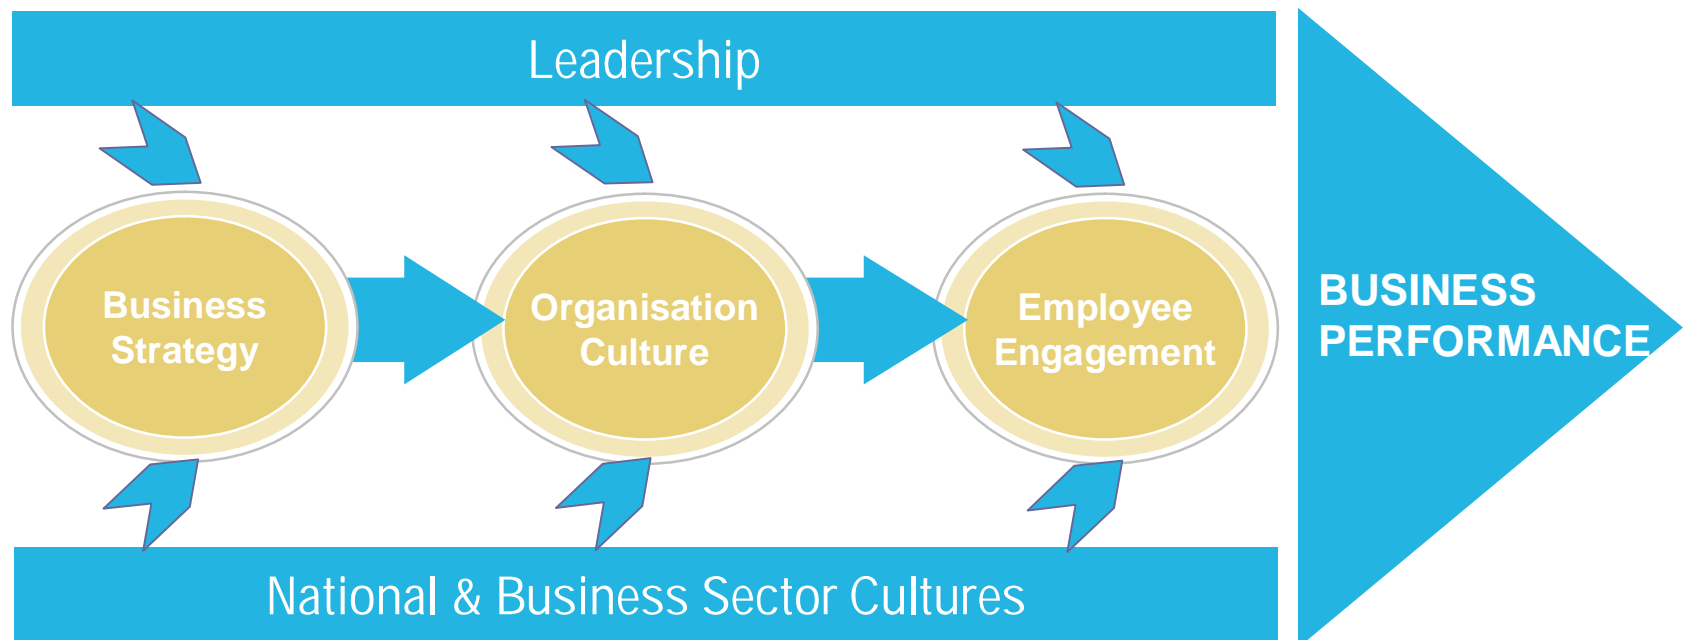 Leadership
Business
Strategy
Organisation
Culture
Employee
Engagement
BUSINESS
PERFORMANCE
National & Business Sector Cultures